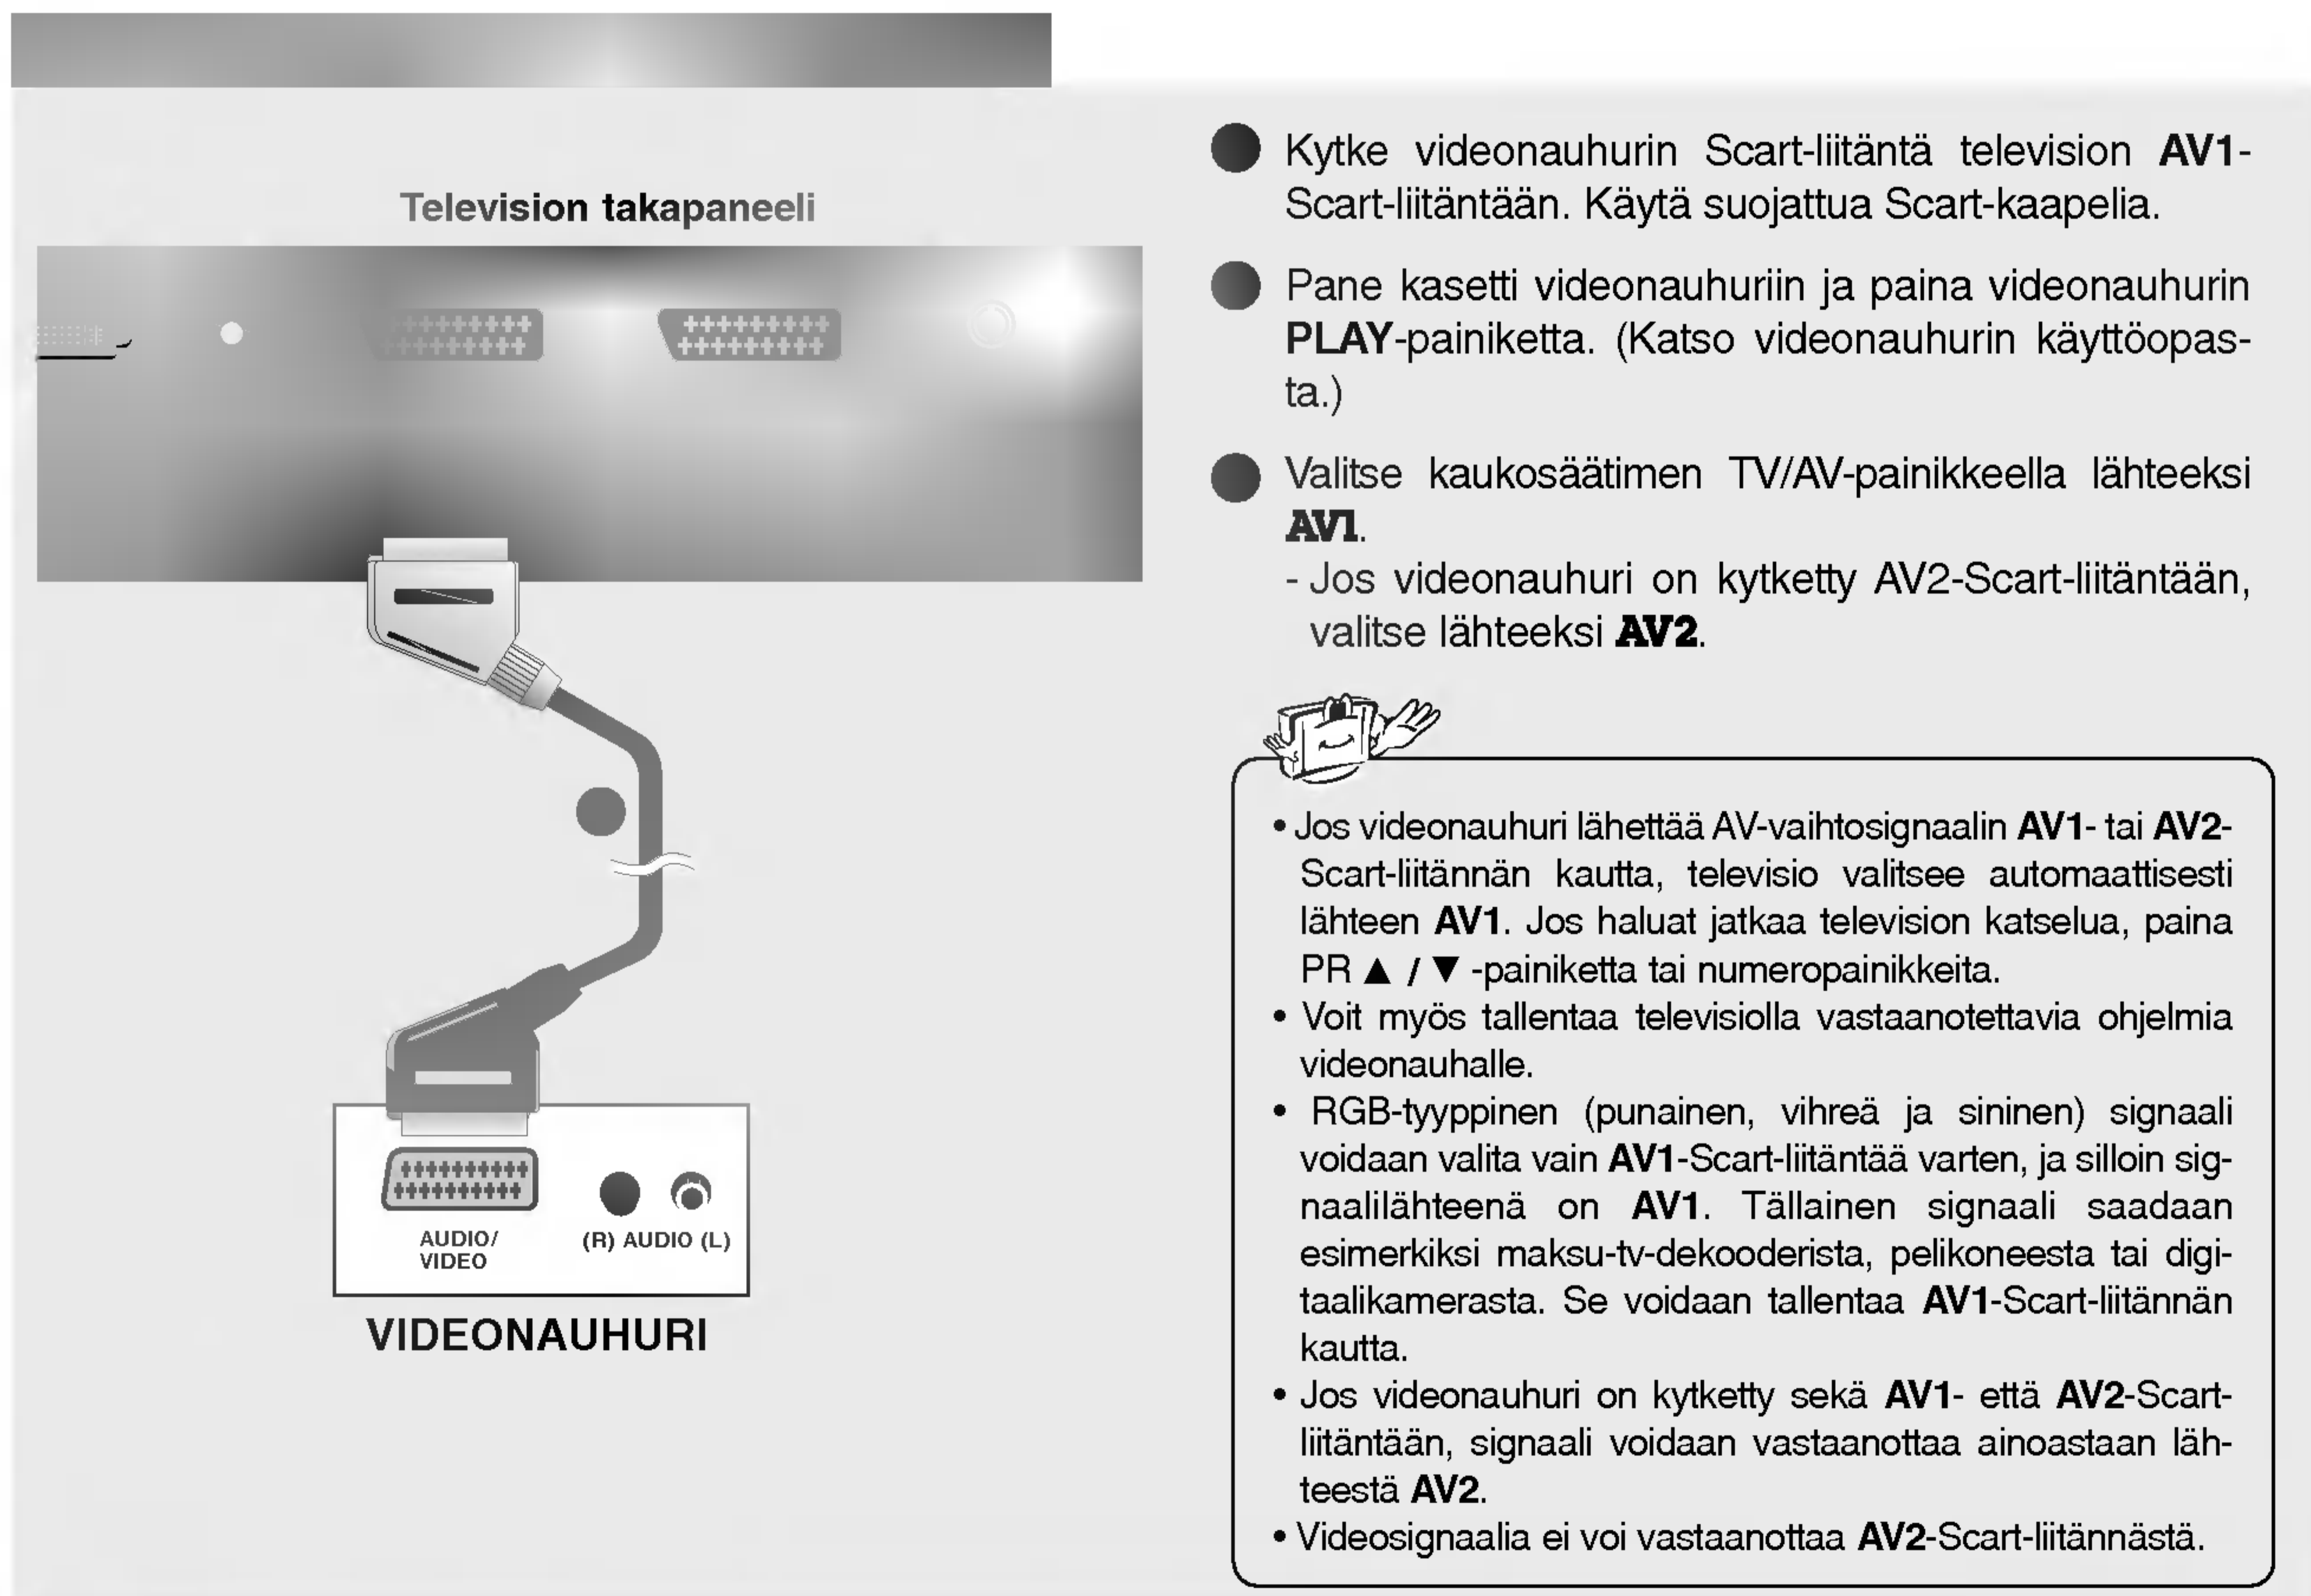 Television takapaneeli
AUDIO/
VIDEO
(R) AUDIO (L)
VIDEONAUHURI
Kytke videonauhurin Scart-liitäntä television AV1-
Scart-liitäntään. Käytä suojattua Scart-kaapelia.
Pane kasetti videonauhuriin ja paina videonauhurin
PLAY-painiketta. (Katso videonauhurin käyttöopas-
ta.)
Valitse kaukosäätimen TV/AV-painikkeella lähteeksi
AV1.
- Jos videonauhuri on kytketty AV2-Scart-liitäntään,
valitse lähteeksi AV2.
• Jos videonauhuri lähettää AV-vaihtosignaalin AV1- tai AV2-
Scart-liitännän kautta, televisio valitsee automaattisesti
lähteen AV1. Jos haluat jatkaa television katselua, paina
PR ▲ / ▼ -painiketta tai numeropainikkeita.
• Voit myös tallentaa televisiolla vastaanotettavia ohjelmia
videonauhalle.
• RGB-tyyppinen (punainen, vihreä ja sininen) signaali
voidaan valita vain AV1-Scart-liitäntää varten, ja silloin sig-
naalilähteenä on AV1. Tällainen signaali saadaan
esimerkiksi maksu-tv-dekooderista, pelikoneesta tai digi-
taalikamerasta. Se voidaan tallentaa AV1-Scart-liitännän
kautta.
• Jos videonauhuri on kytketty sekä AV1- että AV2-Scart-
liitäntään, signaali voidaan vastaanottaa ainoastaan läh-
teestä AV2.
• Videosignaalia ei voi vastaanottaa AV2-Scart-liitännästä.